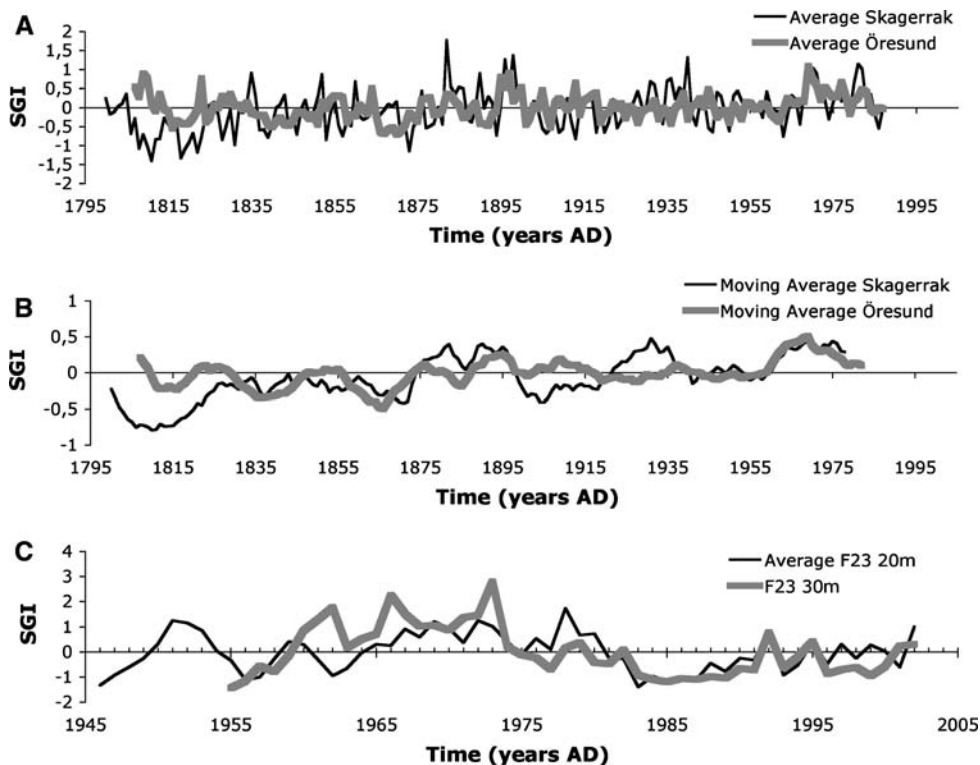 A
Average Skagerrak
Average Öresund
SGI
2
1,5
1
0,5
0
-0,5
-1
-1,5
-2
1795 1815 1835 1855 1875 1895 1915 1935 1955 1975 1995
Time (years AD)
B
Moving Average Skagerrak
Moving Average Öresund
SGI
1
0,5
0
-0,5
-1
1795 1815 1835 1855 1875 1895 1915 1935 1955 1975 1995
Time (years AD)
C
Average F23 20m
F23 30m
SGI
4
3
2
1
0
-1
-2
1945 1955 1965 1975 1985 1995 2005
Time (years AD)